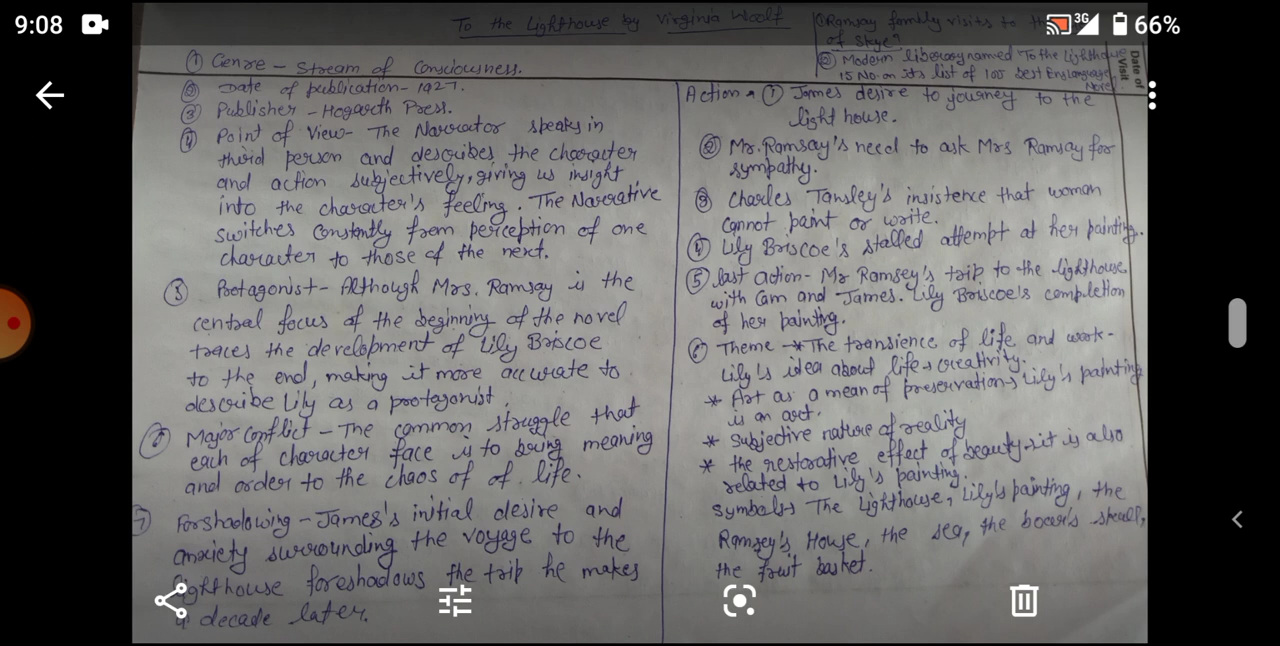 9:08
3G
66%
To the Lighthouse by Virginia Woolf
① Ramsay family visits to th
of Skye?
② Modern liberary named To the Lighthouse
15 No. on its list of 100 best Eng language
Novel
Date of
Visit
① Genre - Stream of Consciousness.
② Date of publication - 1927.
③ Publisher - Hogarth Press.
④ Point of View - The Narrator speaks in
third person and describes the character
and action subjectively, giving us insight
into the character's feeling. The Narrative
switches constantly from perception of one
character to those of the next.
⑤ Protagonist - Although Mrs. Ramsay is the
central focus of the beginning of the novel
traces the development of Lily Briscoe
to the end, making it more accurate to
describe Lily as a protagonist.
⑥ Major Conflict - The common struggle that
each of character face is to bring meaning
and order to the chaos of of life.
7 Forshadowing - James's initial desire and
anxiety surrounding the voyage to the
lighthouse foreshadows the trip he makes
a decade later.
Action → ① James desire to journey to the
light house.
② Mr. Ramsay's need to ask Mrs Ramsay for
sympathy.
③ Charles Tansley's insistence that woman
cannot paint or write.
④ Lily Briscoe's stalled attempt at her painting.
⑤ last action - Mr Ramsey's trip to the lighthouse
with Cam and James. Lily Briscoe's completion
of her painting.
⑥ Theme → * The transience of life and work -
Lily's idea about life → creativity.
* Art as a mean of preservation → Lily's painting
is an art.
* Subjective nature of reality
* the restorative effect of beauty → it is also
related to Lily's painting.
symbols → The Lighthouse, Lily's painting, the
Ramsey's House, the sea, the boar's skull,
the fruit basket.